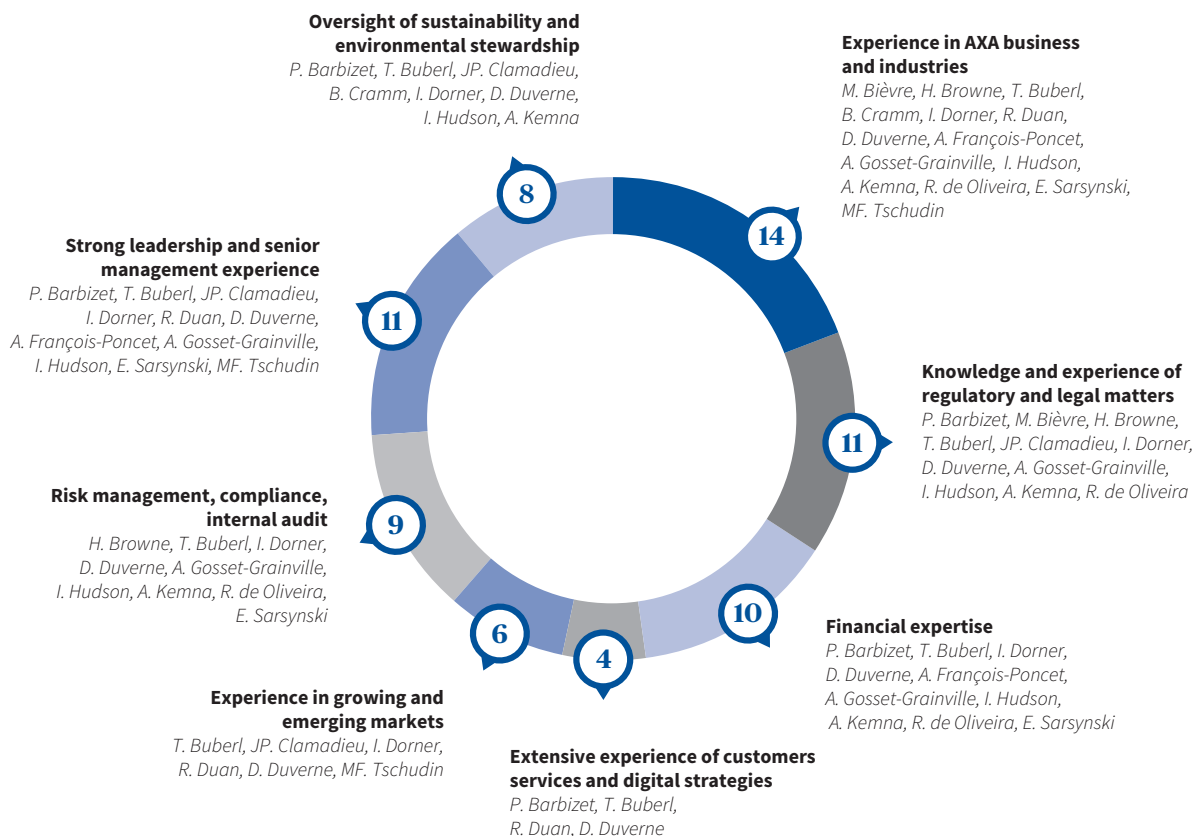 Oversight of sustainability and
environmental stewardship
P. Barbizet, T. Buberl, JP. Clamadieu,
B. Cramm, I. Dorner, D. Duverne,
I. Hudson, A. Kemna
8
Experience in AXA business
and industries
M. Bièvre, H. Browne, T. Buberl,
B. Cramm, I. Dorner, R. Duan,
D. Duverne, A. François-Poncet,
A. Gosset-Grainville, I. Hudson,
A. Kemna, R. de Oliveira, E. Sarsynski,
MF. Tschudin
14
Strong leadership and senior
management experience
P. Barbizet, T. Buberl, JP. Clamadieu,
I. Dorner, R. Duan, D. Duverne,
A. François-Poncet, A. Gosset-Grainville,
I. Hudson, E. Sarsynski, MF. Tschudin
11
Knowledge and experience of
regulatory and legal matters
P. Barbizet, M. Bièvre, H. Browne,
T. Buberl, JP. Clamadieu, I. Dorner,
D. Duverne, A. Gosset-Grainville,
I. Hudson, A. Kemna, R. de Oliveira
11
Risk management, compliance,
internal audit
H. Browne, T. Buberl, I. Dorner,
D. Duverne, A. Gosset-Grainville,
I. Hudson, A. Kemna, R. de Oliveira,
E. Sarsynski
9
10
Financial expertise
P. Barbizet, T. Buberl, I. Dorner,
D. Duverne, A. François-Poncet,
A. Gosset-Grainville, I. Hudson,
A. Kemna, R. de Oliveira, E. Sarsynski
6
Experience in growing and
emerging markets
T. Buberl, JP. Clamadieu, I. Dorner,
R. Duan, D. Duverne, MF. Tschudin
4
Extensive experience of customers
services and digital strategies
P. Barbizet, T. Buberl,
R. Duan, D. Duverne